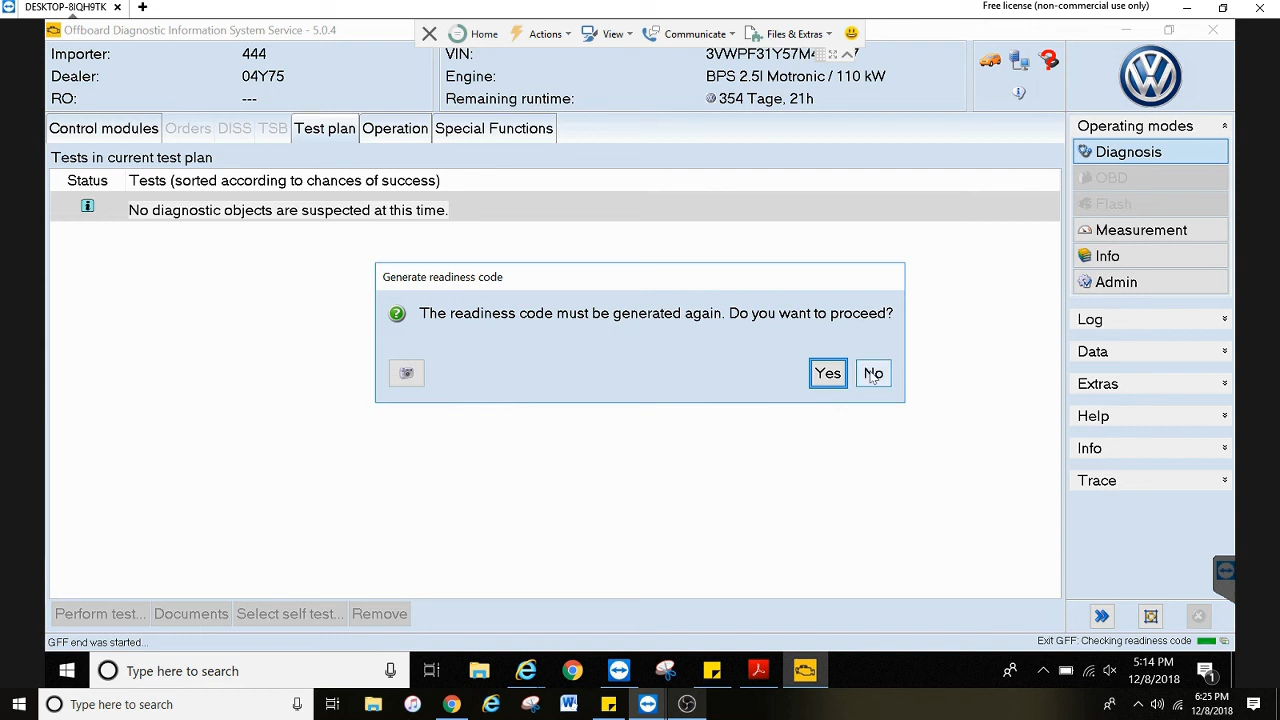 DESKTOP-8IQH9TK
Free license (non-commercial use only)
Offboard Diagnostic Information System Service - 5.0.4
Home
Actions
View
Communicate
Files & Extras
Importer: 444
Dealer: 04Y75
RO: ---
VIN: 3VWPF31Y57M
Engine: BPS 2.5l Motronic / 110 kW
Remaining runtime: 354 Tage, 21h
Control modules Orders DISS TSB Test plan Operation Special Functions
Tests in current test plan
Status Tests (sorted according to chances of success)
No diagnostic objects are suspected at this time.
Generate readiness code
The readiness code must be generated again. Do you want to proceed?
Yes No
Operating modes
Diagnosis
OBD
Flash
Measurement
Info
Admin
Log
Data
Extras
Help
Info
Trace
Perform test... Documents Select self test... Remove
GFF end was started...
Exit GFF: Checking readiness code
Type here to search
5:14 PM
12/8/2018
1
Type here to search
6:25 PM
12/8/2018